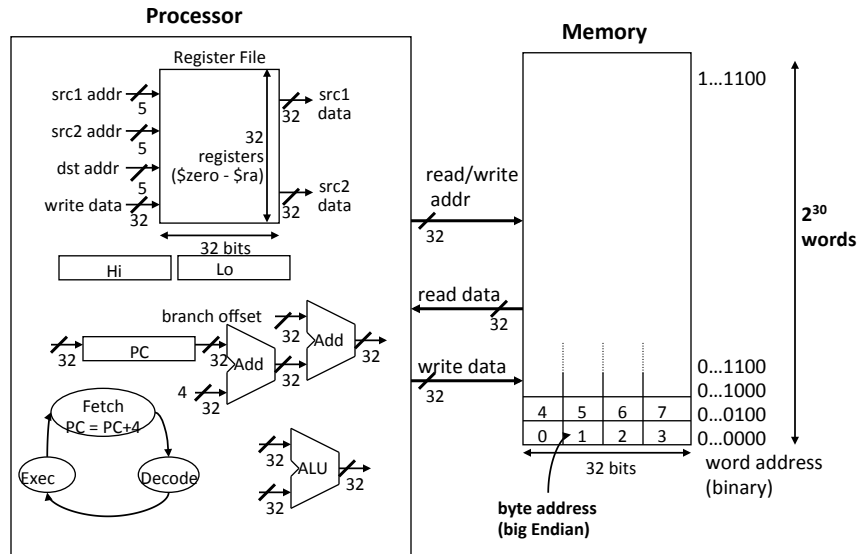 Processor
Memory
Register File
src1 addr
5
src2 addr
5
dst addr
5
write data
32
32
registers
($zero - $ra)
32 bits
src1
data
32
src2
data
32
Hi
Lo
branch offset
32
PC
32
4
32
Add
32
32
Add
32
Fetch
PC = PC+4
Exec
Decode
32
32
ALU
32
read/write
addr
32
read data
32
write data
32
1…1100
2³⁰
words
0…1100
0…1000
4 5 6 7
0…0100
0 1 2 3
0…0000
32 bits
word address
(binary)
byte address
(big Endian)